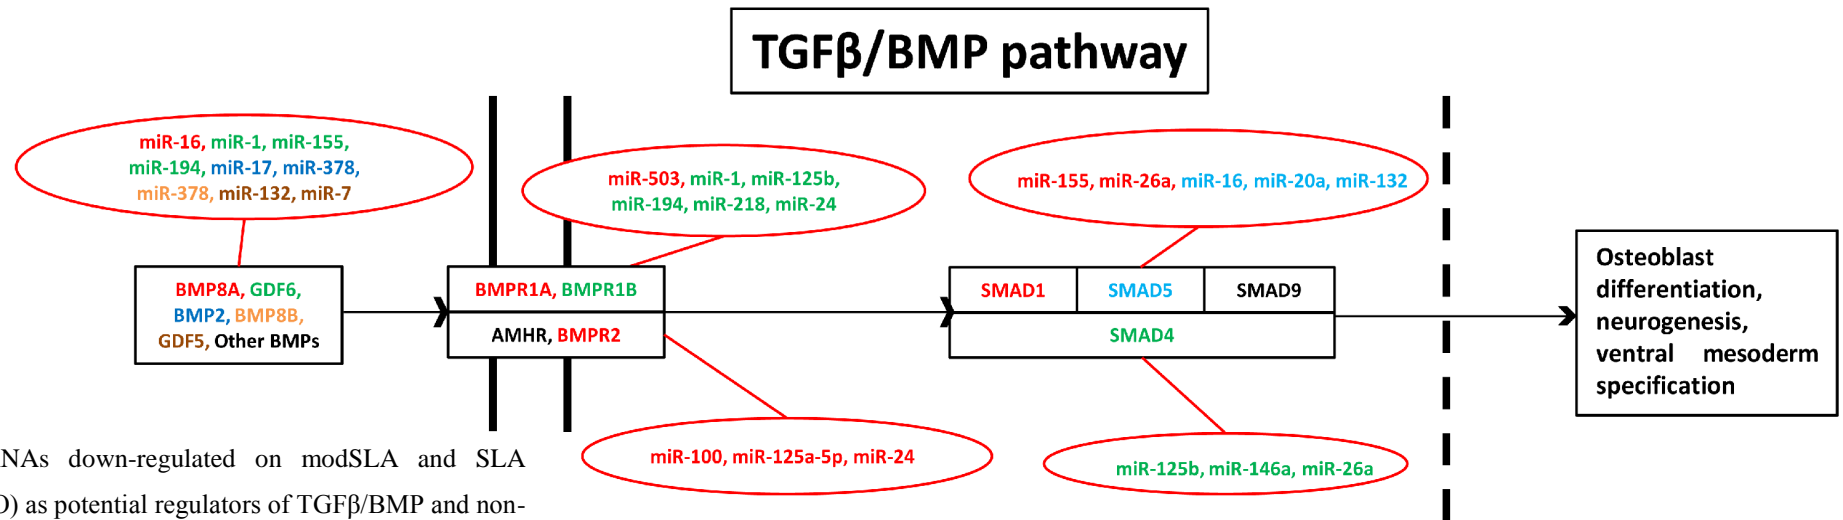 TGFβ/BMP pathway
miR-16, miR-1, miR-155,
miR-194, miR-17, miR-378,
miR-378, miR-132, miR-7
miR-503, miR-1, miR-125b,
miR-194, miR-218, miR-24
miR-155, miR-26a, miR-16, miR-20a, miR-132
BMP8A, GDF6,
BMP2, BMP8B,
GDF5, Other BMPs
BMPR1A, BMPR1B
AMHR, BMPR2
SMAD1
SMAD5
SMAD9
SMAD4
Osteoblast
differentiation,
neurogenesis,
ventral mesoderm
specification
miR-100, miR-125a-5p, miR-24
miR-125b, miR-146a, miR-26a
NAs down-regulated on modSLA and SLA
) as potential regulators of TGFβ/BMP and non-